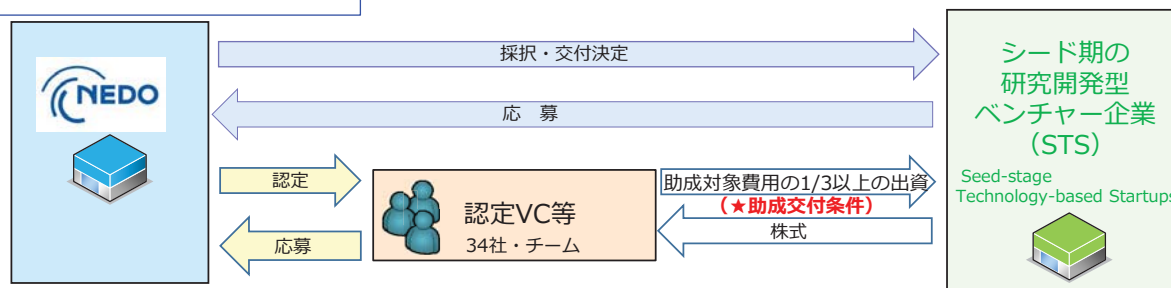 NEDO
採択・交付決定
応　募
認定
応募
認定VC等
34社・チーム
助成対象費用の1/3以上の出資
（★助成交付条件）
株式
シード期の
研究開発型
ベンチャー企業
（STS）
Seed-stage
Technology-based Startups